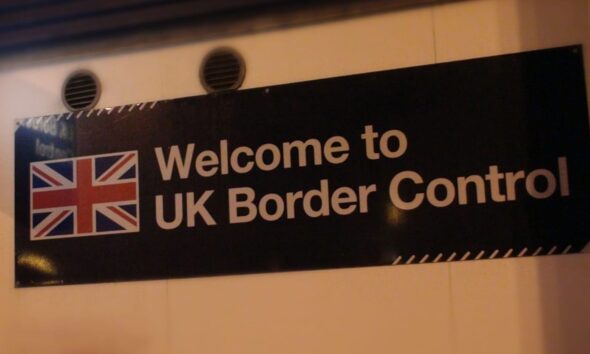 Welcome to
UK Border Control